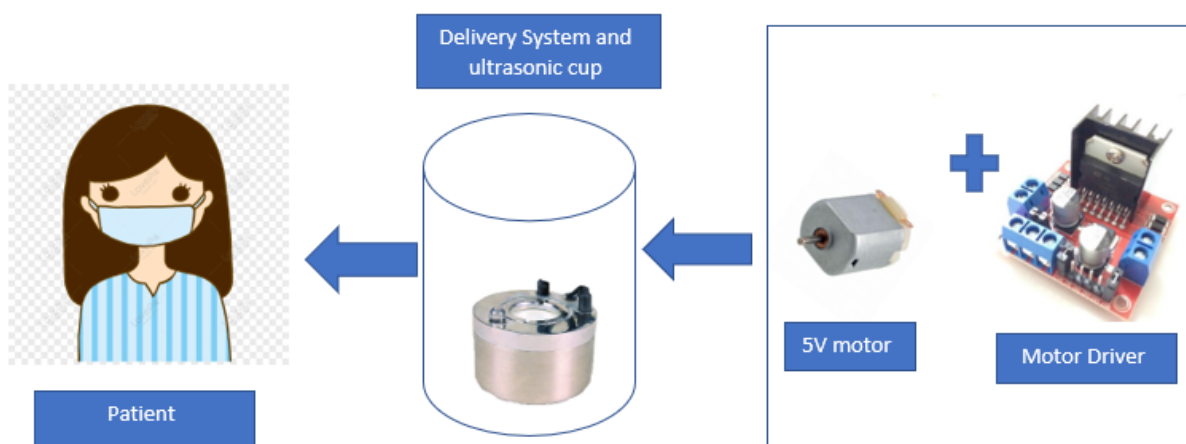 Delivery System and
ultrasonic cup
5V motor
Motor Driver
Patient